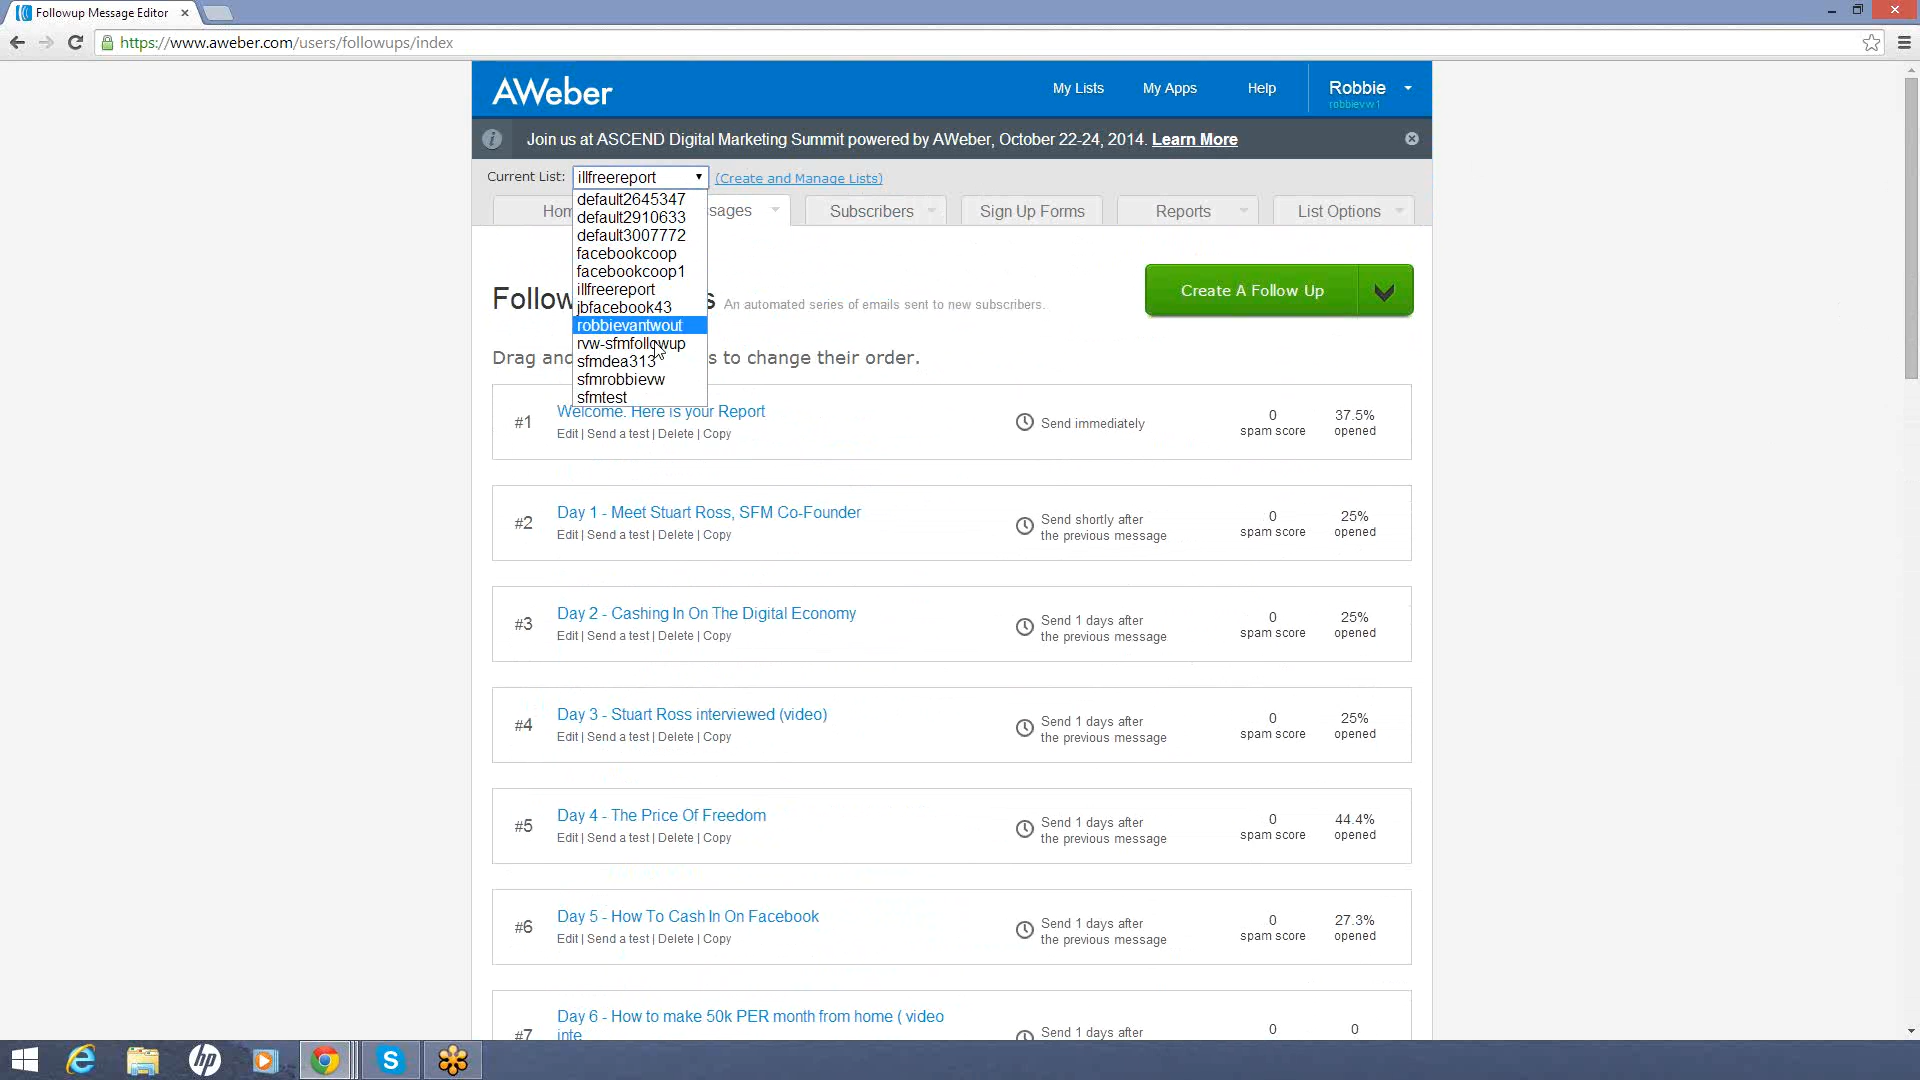 Followup Message Editor
https://www.aweber.com/users/followups/index
AWeber
My Lists
My Apps
Help
Robbie
robbievw1
Join us at ASCEND Digital Marketing Summit powered by AWeber, October 22-24, 2014. Learn More
Current List:
illfreereport
(Create and Manage Lists)
default2645347
default2910633
default3007772
facebookcoop
facebookcoop1
illfreereport
jbfacebook43
robbievantwout
rvw-sfmfollowup
sfmdea313
sfmrobbievw
sfmtest
Hom
sages
Subscribers
Sign Up Forms
Reports
List Options
Follow
s
An automated series of emails sent to new subscribers.
Create A Follow Up
Drag and
s to change their order.
#1
Welcome. Here is your Report
Edit | Send a test | Delete | Copy
Send immediately
0
spam score
37.5%
opened
#2
Day 1 - Meet Stuart Ross, SFM Co-Founder
Edit | Send a test | Delete | Copy
Send shortly after
the previous message
0
spam score
25%
opened
#3
Day 2 - Cashing In On The Digital Economy
Edit | Send a test | Delete | Copy
Send 1 days after
the previous message
0
spam score
25%
opened
#4
Day 3 - Stuart Ross interviewed (video)
Edit | Send a test | Delete | Copy
Send 1 days after
the previous message
0
spam score
25%
opened
#5
Day 4 - The Price Of Freedom
Edit | Send a test | Delete | Copy
Send 1 days after
the previous message
0
spam score
44.4%
opened
#6
Day 5 - How To Cash In On Facebook
Edit | Send a test | Delete | Copy
Send 1 days after
the previous message
0
spam score
27.3%
opened
#7
Day 6 - How to make 50k PER month from home ( video
inte
Send 1 days after
0
0